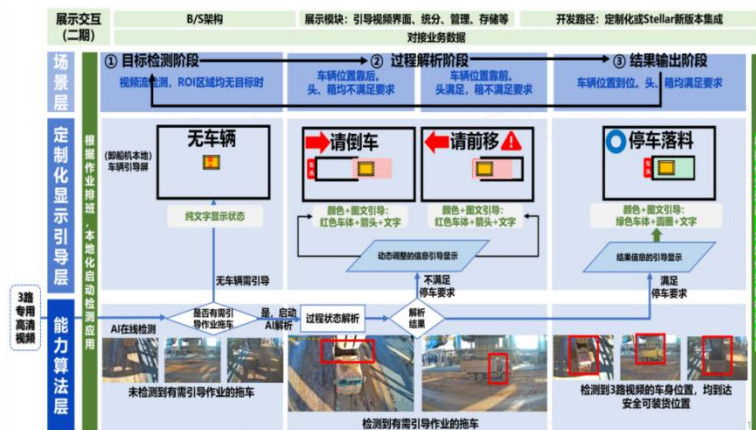 展示交互
(二期)
B/S架构
展示模块：引导视频界面、统分、管理、存储等
开发路径：定制化或Stellar新版本集成
对接业务数据
场景层
① 目标检测阶段
视频流检测，ROI区域均无目标时
② 过程解析阶段
车辆位置靠后。
头、箱均不满足要求
车辆位置靠前。
头满足，箱不满足要求
③ 结果输出阶段
车辆位置到位。头、箱均满足要求
定制化显示引导层
根据作业排班，本地化启动检测应用
(卸船机本地)
车辆引导屏
无车辆
请倒车
车头
请前移
停车落料
车头
纯文字显示状态
颜色+图文引导：
红色车体+箭头+文字
颜色+图文引导：
红色车体+箭头+文字
颜色+图文引导：
绿色车体+圆圈+文字
动态调整的信息引导显示
结果信息的引导显示
无车辆需引导
不满足
停车要求
满足
停车要求
3路
专用
高清
视频
能力算法层
AI在线检测
是否有需引
导作业拖车
是，启动
AI解析
过程状态解析
解析
结果
未检测到有需引导作业的拖车
检测到有需引导作业的拖车
检测到3路视频的车身位置，均到达
安全可装货位置